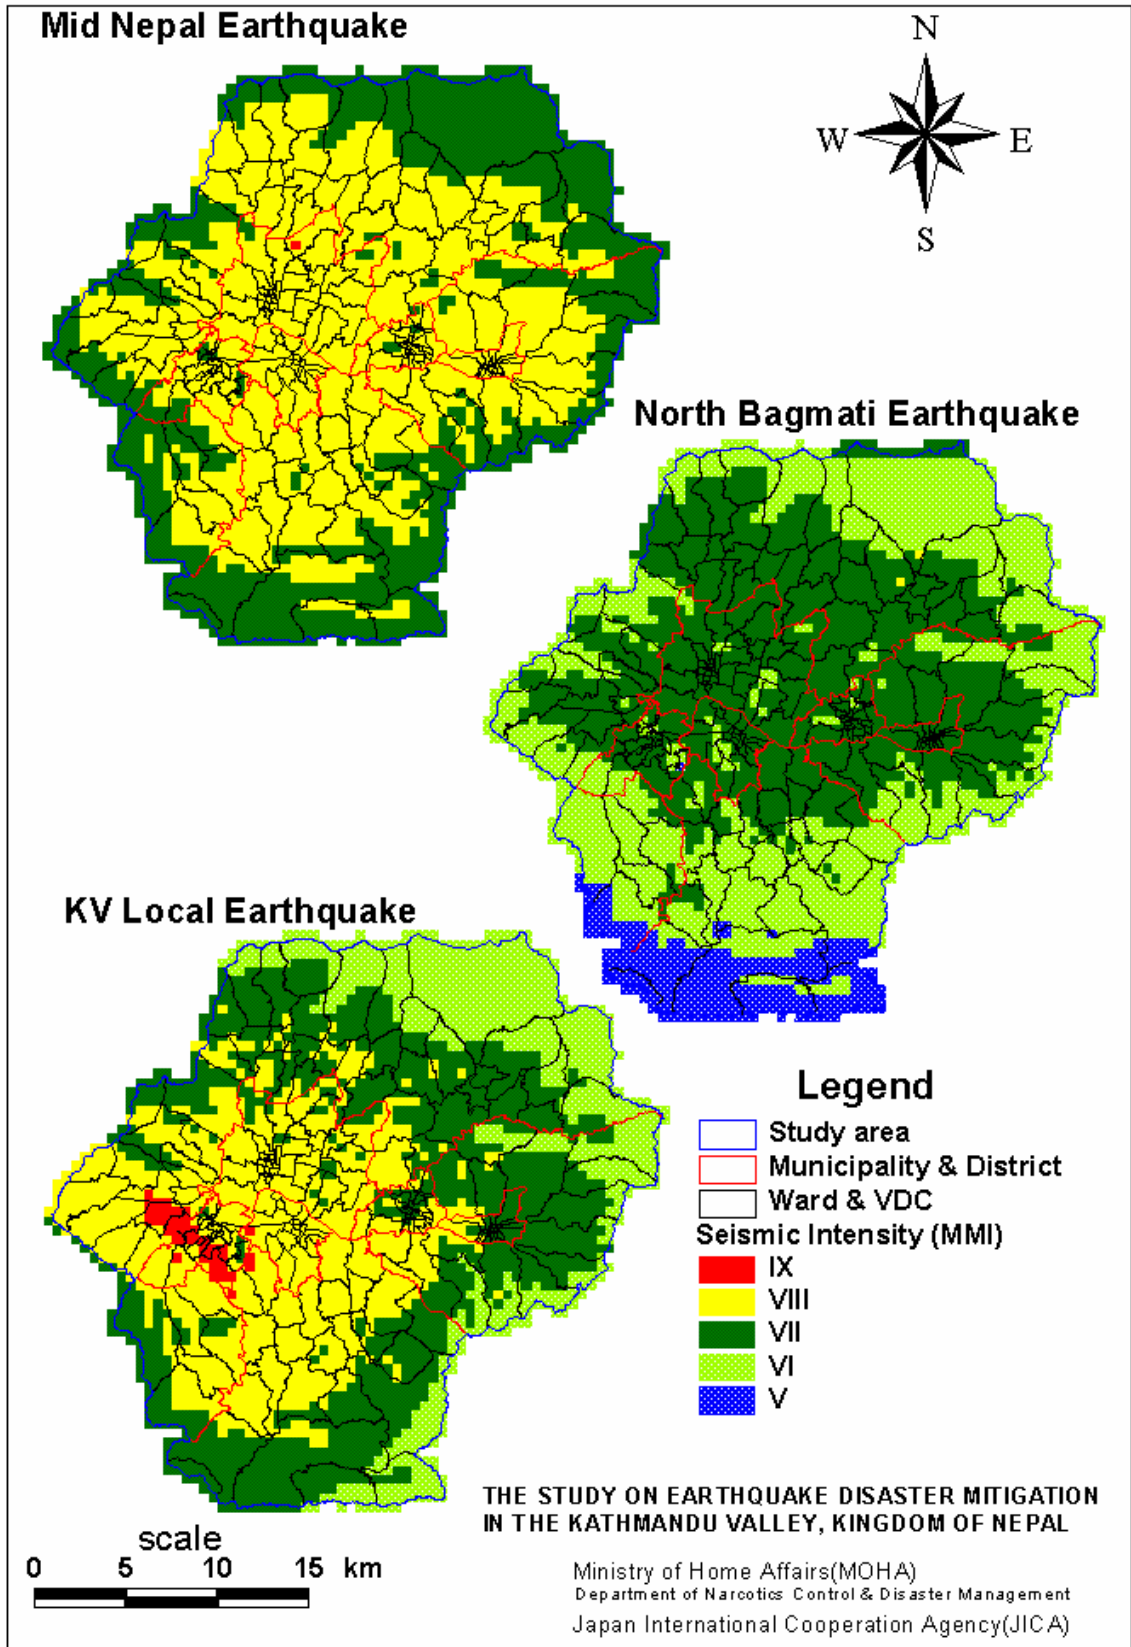 Mid Nepal Earthquake
N
W
E
S
North Bagmati Earthquake
KV Local Earthquake
Legend
Study area
Municipality & District
Ward & VDC
Seismic Intensity (MMI)
IX
VIII
VII
VI
V
THE STUDY ON EARTHQUAKE DISASTER MITIGATION
IN THE KATHMANDU VALLEY, KINGDOM OF NEPAL
scale
0 5 10 15 km
Ministry of Home Affairs(MOHA)
Department of Narcotics Control & Disaster Management
Japan International Cooperation Agency(JICA)